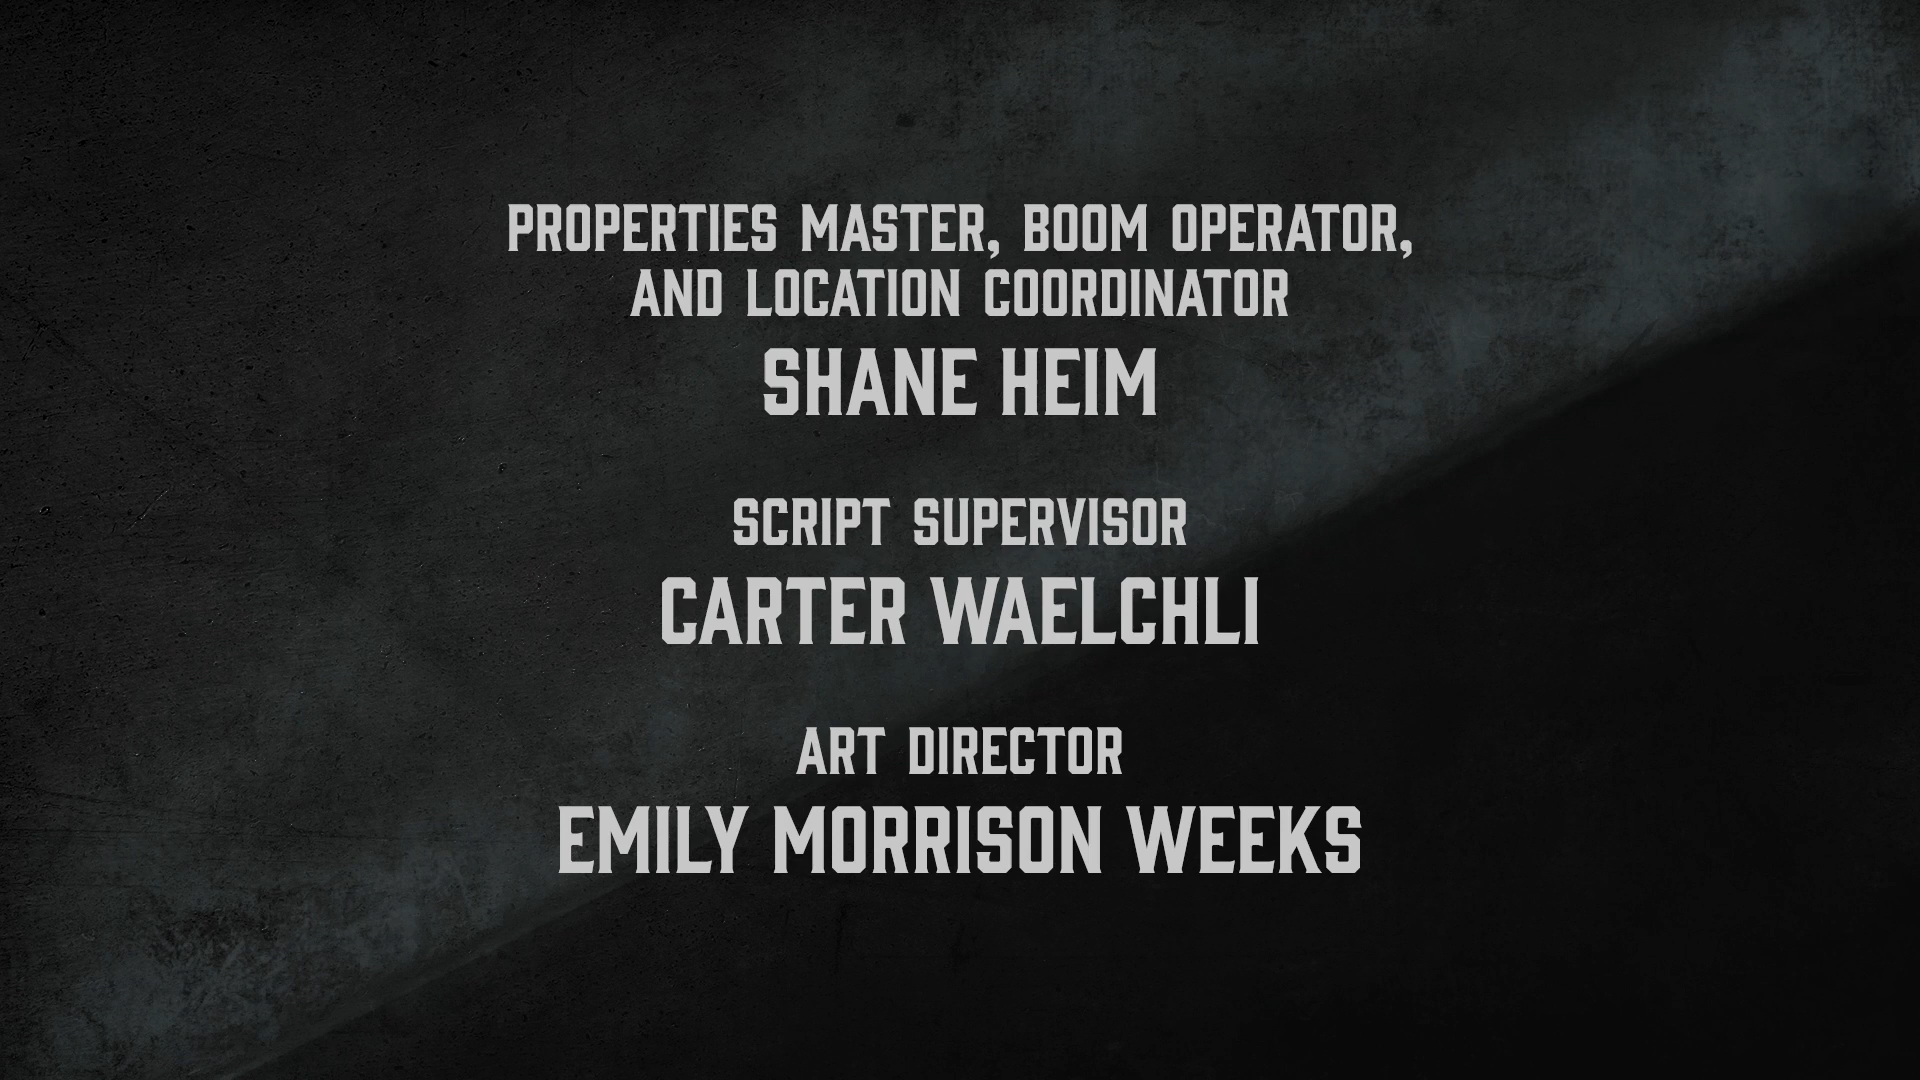 PROPERTIES MASTER, BOOM OPERATOR,
AND LOCATION COORDINATOR
SHANE HEIM
SCRIPT SUPERVISOR
CARTER WAELCHLI
ART DIRECTOR
EMILY MORRISON WEEKS